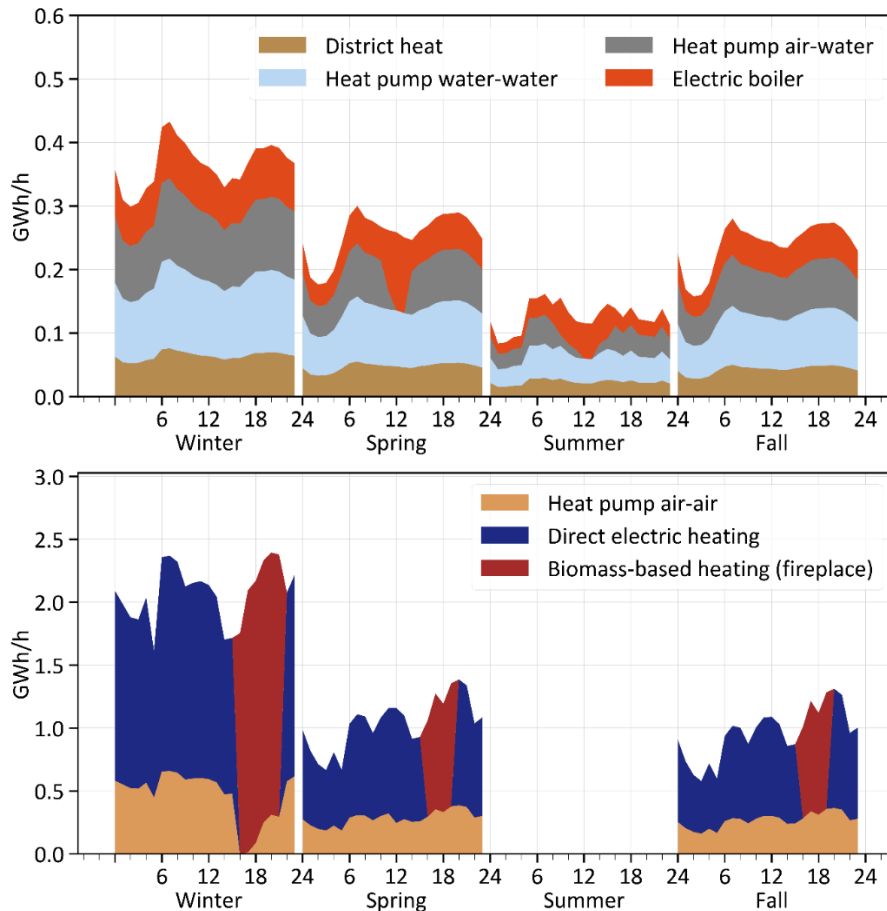 0.6
District heat
Heat pump air-water
Heat pump water-water
Electric boiler
0.5
0.4
GWh/h
0.3
0.2
0.1
0.0
6 12 18 24 6 12 18 24 6 12 18 24 6 12 18 24
Winter Spring Summer Fall
3.0
Heat pump air-air
Direct electric heating
Biomass-based heating (fireplace)
2.5
2.0
GWh/h
1.5
1.0
0.5
0.0
6 12 18 24 6 12 18 24 6 12 18 24 6 12 18 24
Winter Spring Summer Fall